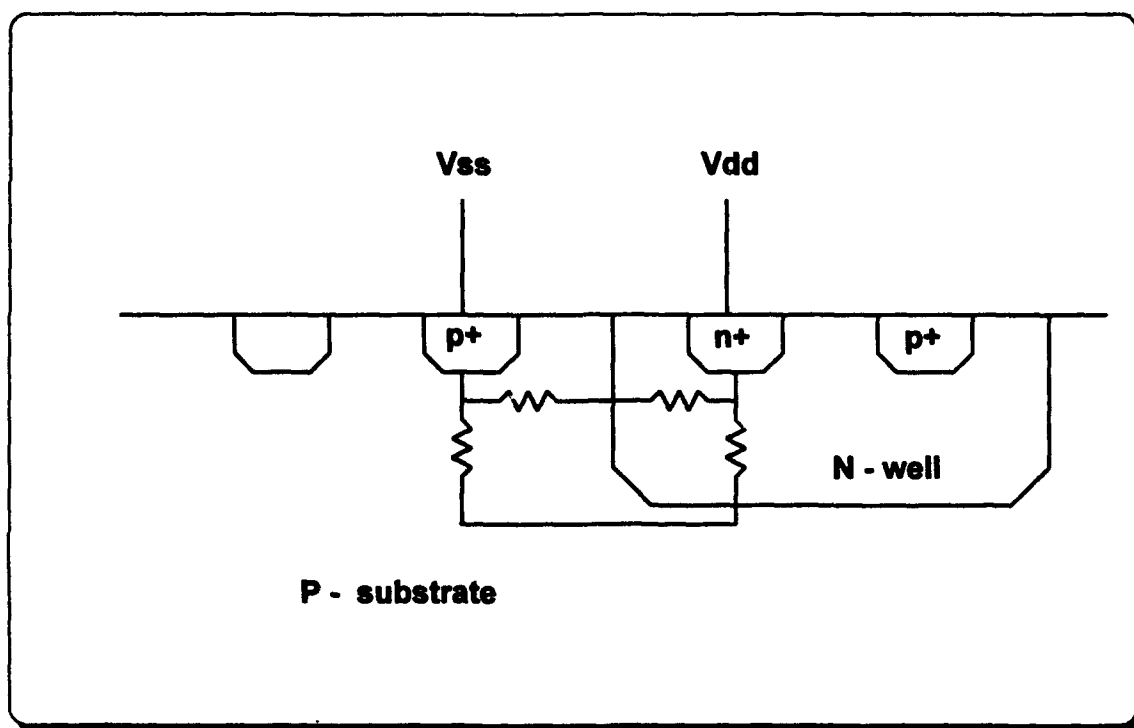 Vss
Vdd
p+
n+
p+
N - well
P - substrate